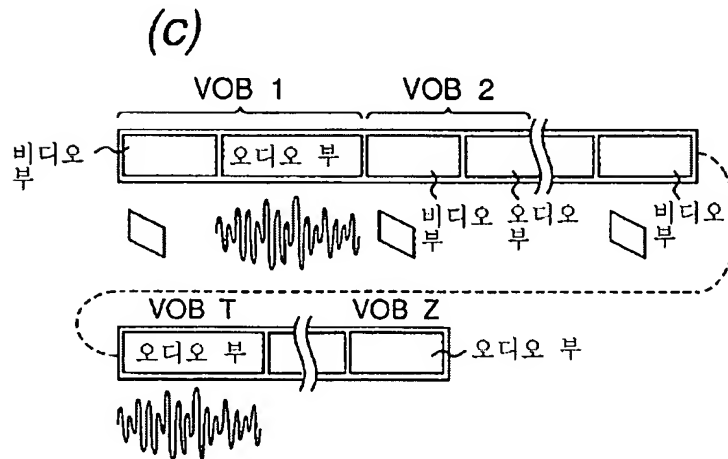 (c)
VOB 1
VOB 2
비디오
부
오디오 부
비디오
부
오디오
부
비디오
부
VOB T
VOB Z
오디오 부
오디오 부